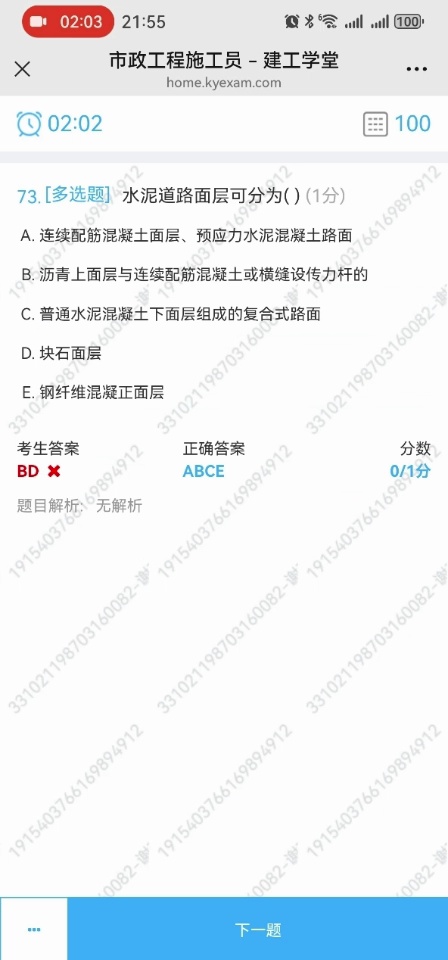 02:03 21:55 100
市政工程施工员 – 建工学堂
home.kyexam.com
02:02 100
73.[多选题] 水泥道路面层可分为( ) (1分)
A. 连续配筋混凝土面层、预应力水泥混凝土路面
B. 沥青上面层与连续配筋混凝土或横缝设传力杆的
C. 普通水泥混凝土下面层组成的复合式路面
D. 块石面层
E. 钢纤维混凝正面层
考生答案 正确答案 分数
BD ABCE 0/1分
题目解析: 无解析
下一题